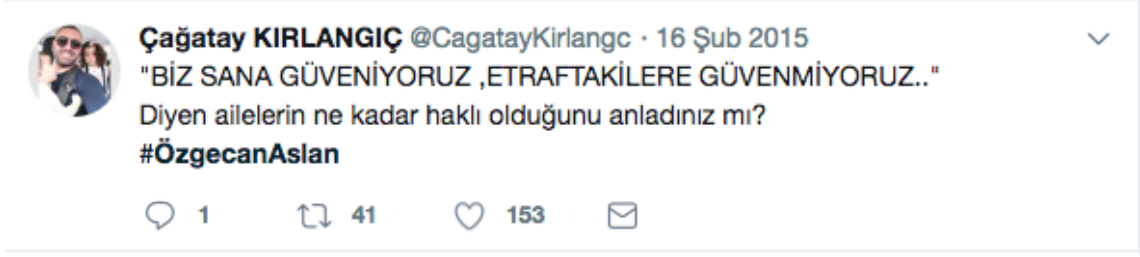 Çağatay KIRLANGIÇ @CagatayKirlangc · 16 Şub 2015
"BİZ SANA GÜVENİYORUZ ,ETRAFTAKİLERE GÜVENMİYORUZ.."
Diyen ailelerin ne kadar haklı olduğunu anladınız mı?
#ÖzgecanAslan
1 41 153